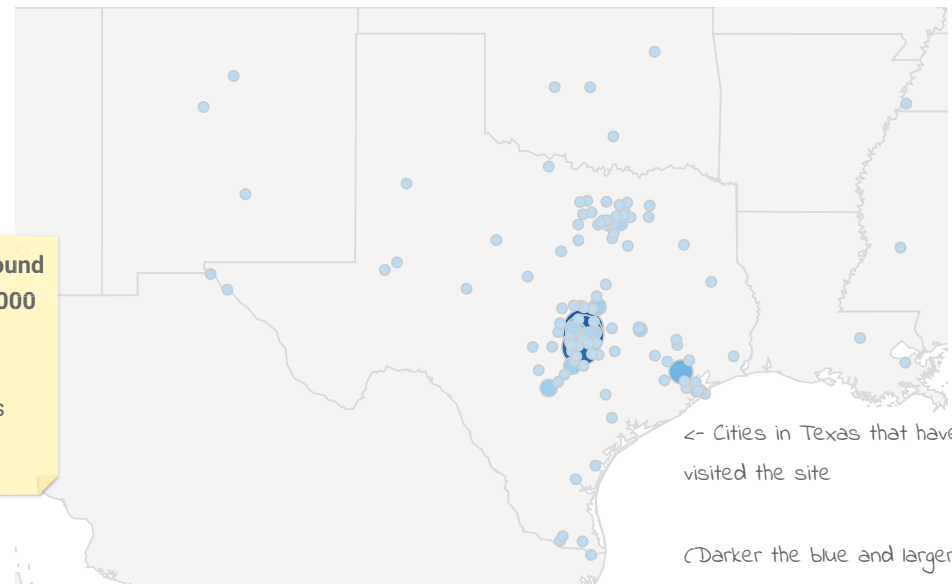 ound
000
s
<- Cities in Texas that have
visited the site
(Darker the blue and larger